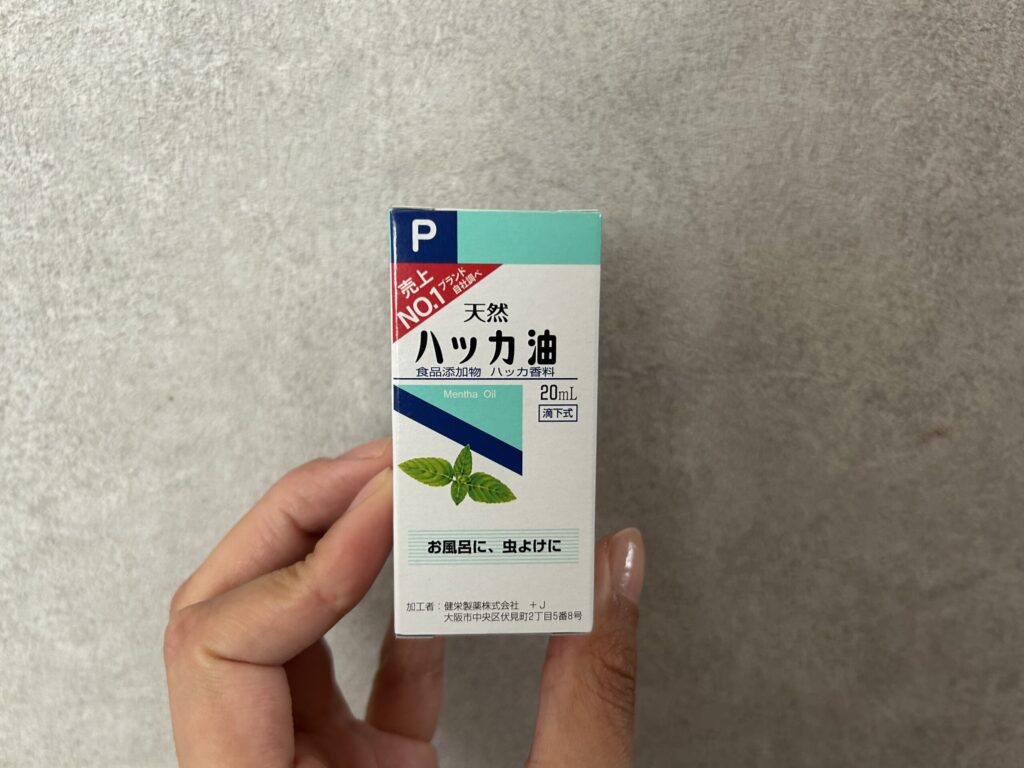 P
売上
NO.1
ブランド
自社調べ
天然
ハッカ油
食品添加物 ハッカ香料
Mentha Oil
20mL
滴下式
お風呂に、虫よけに
加工者：健栄製薬株式会社 +J
大阪市中央区伏見町2丁目5番8号